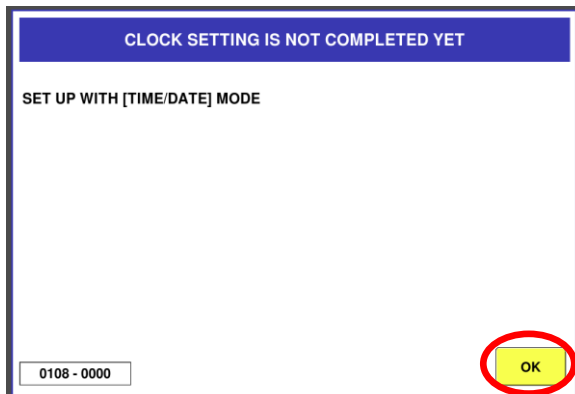 CLOCK SETTING IS NOT COMPLETED YET
SET UP WITH [TIME/DATE] MODE
0108 - 0000
OK